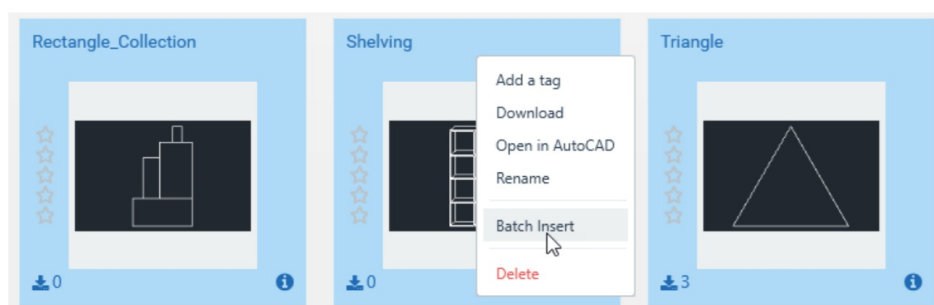 Rectangle_Collection
Shelving
Triangle
Add a tag
Download
Open in AutoCAD
Rename
Batch Insert
Delete
0
0
3